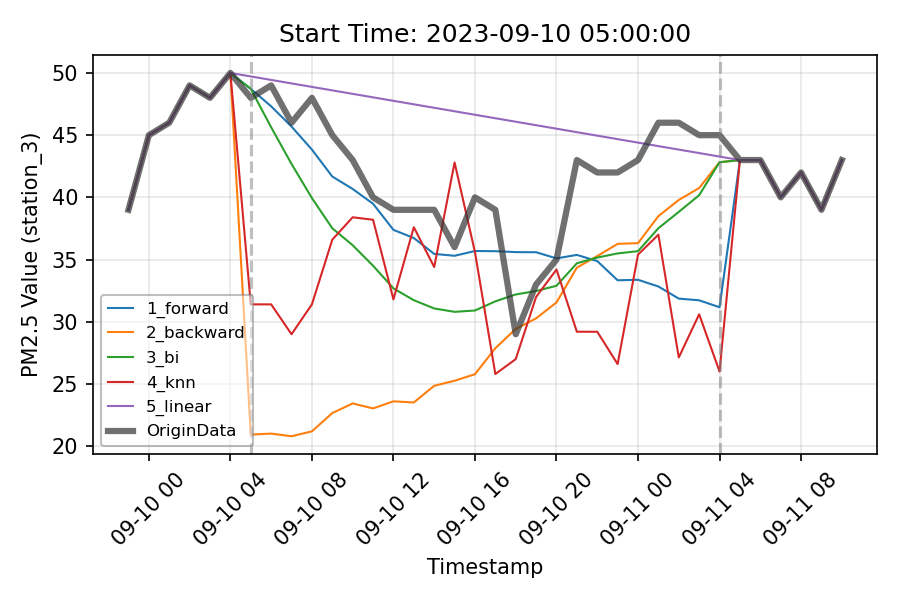 Start Time: 2023-09-10 05:00:00
PM2.5 Value (station_3)
50
45
40
35
30
25
20
1_forward
2_backward
3_bi
4_knn
5_linear
OriginData
09-10 00
09-10 04
09-10 08
09-10 12
09-10 16
09-10 20
09-11 00
09-11 04
09-11 08
Timestamp